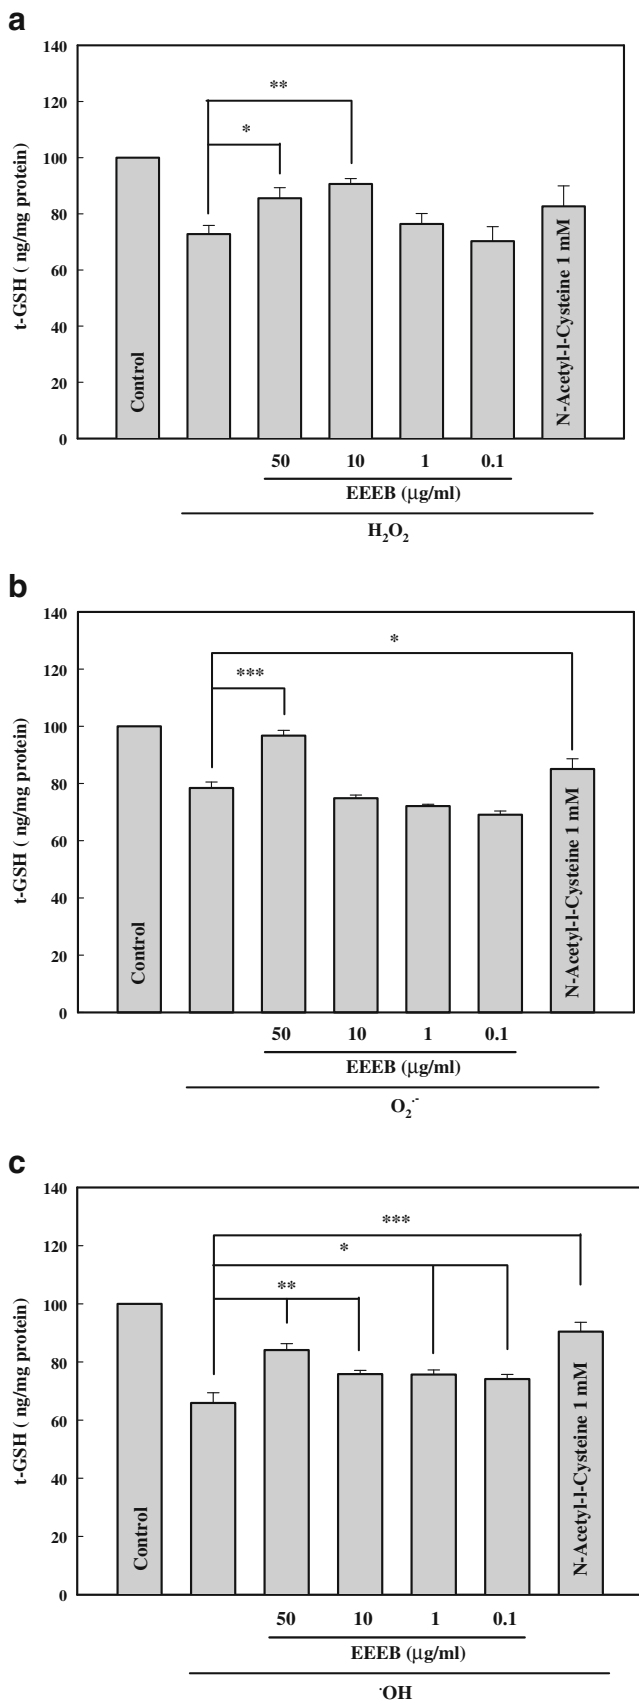 a
140
120
100
80
60
40
20
0
t-GSH ( ng/mg protein)
**
*
Control
N-Acetyl-l-Cysteine 1 mM
50 10 1 0.1
EEEB (μg/ml)
H₂O₂
b
140
120
100
80
60
40
20
0
t-GSH ( ng/mg protein)
*
***
Control
N-Acetyl-l-Cysteine 1 mM
50 10 1 0.1
EEEB (μg/ml)
O₂·⁻
c
140
120
100
80
60
40
20
0
t-GSH ( ng/mg protein)
***
*
**
Control
N-Acetyl-l-Cysteine 1 mM
50 10 1 0.1
EEEB (μg/ml)
·OH